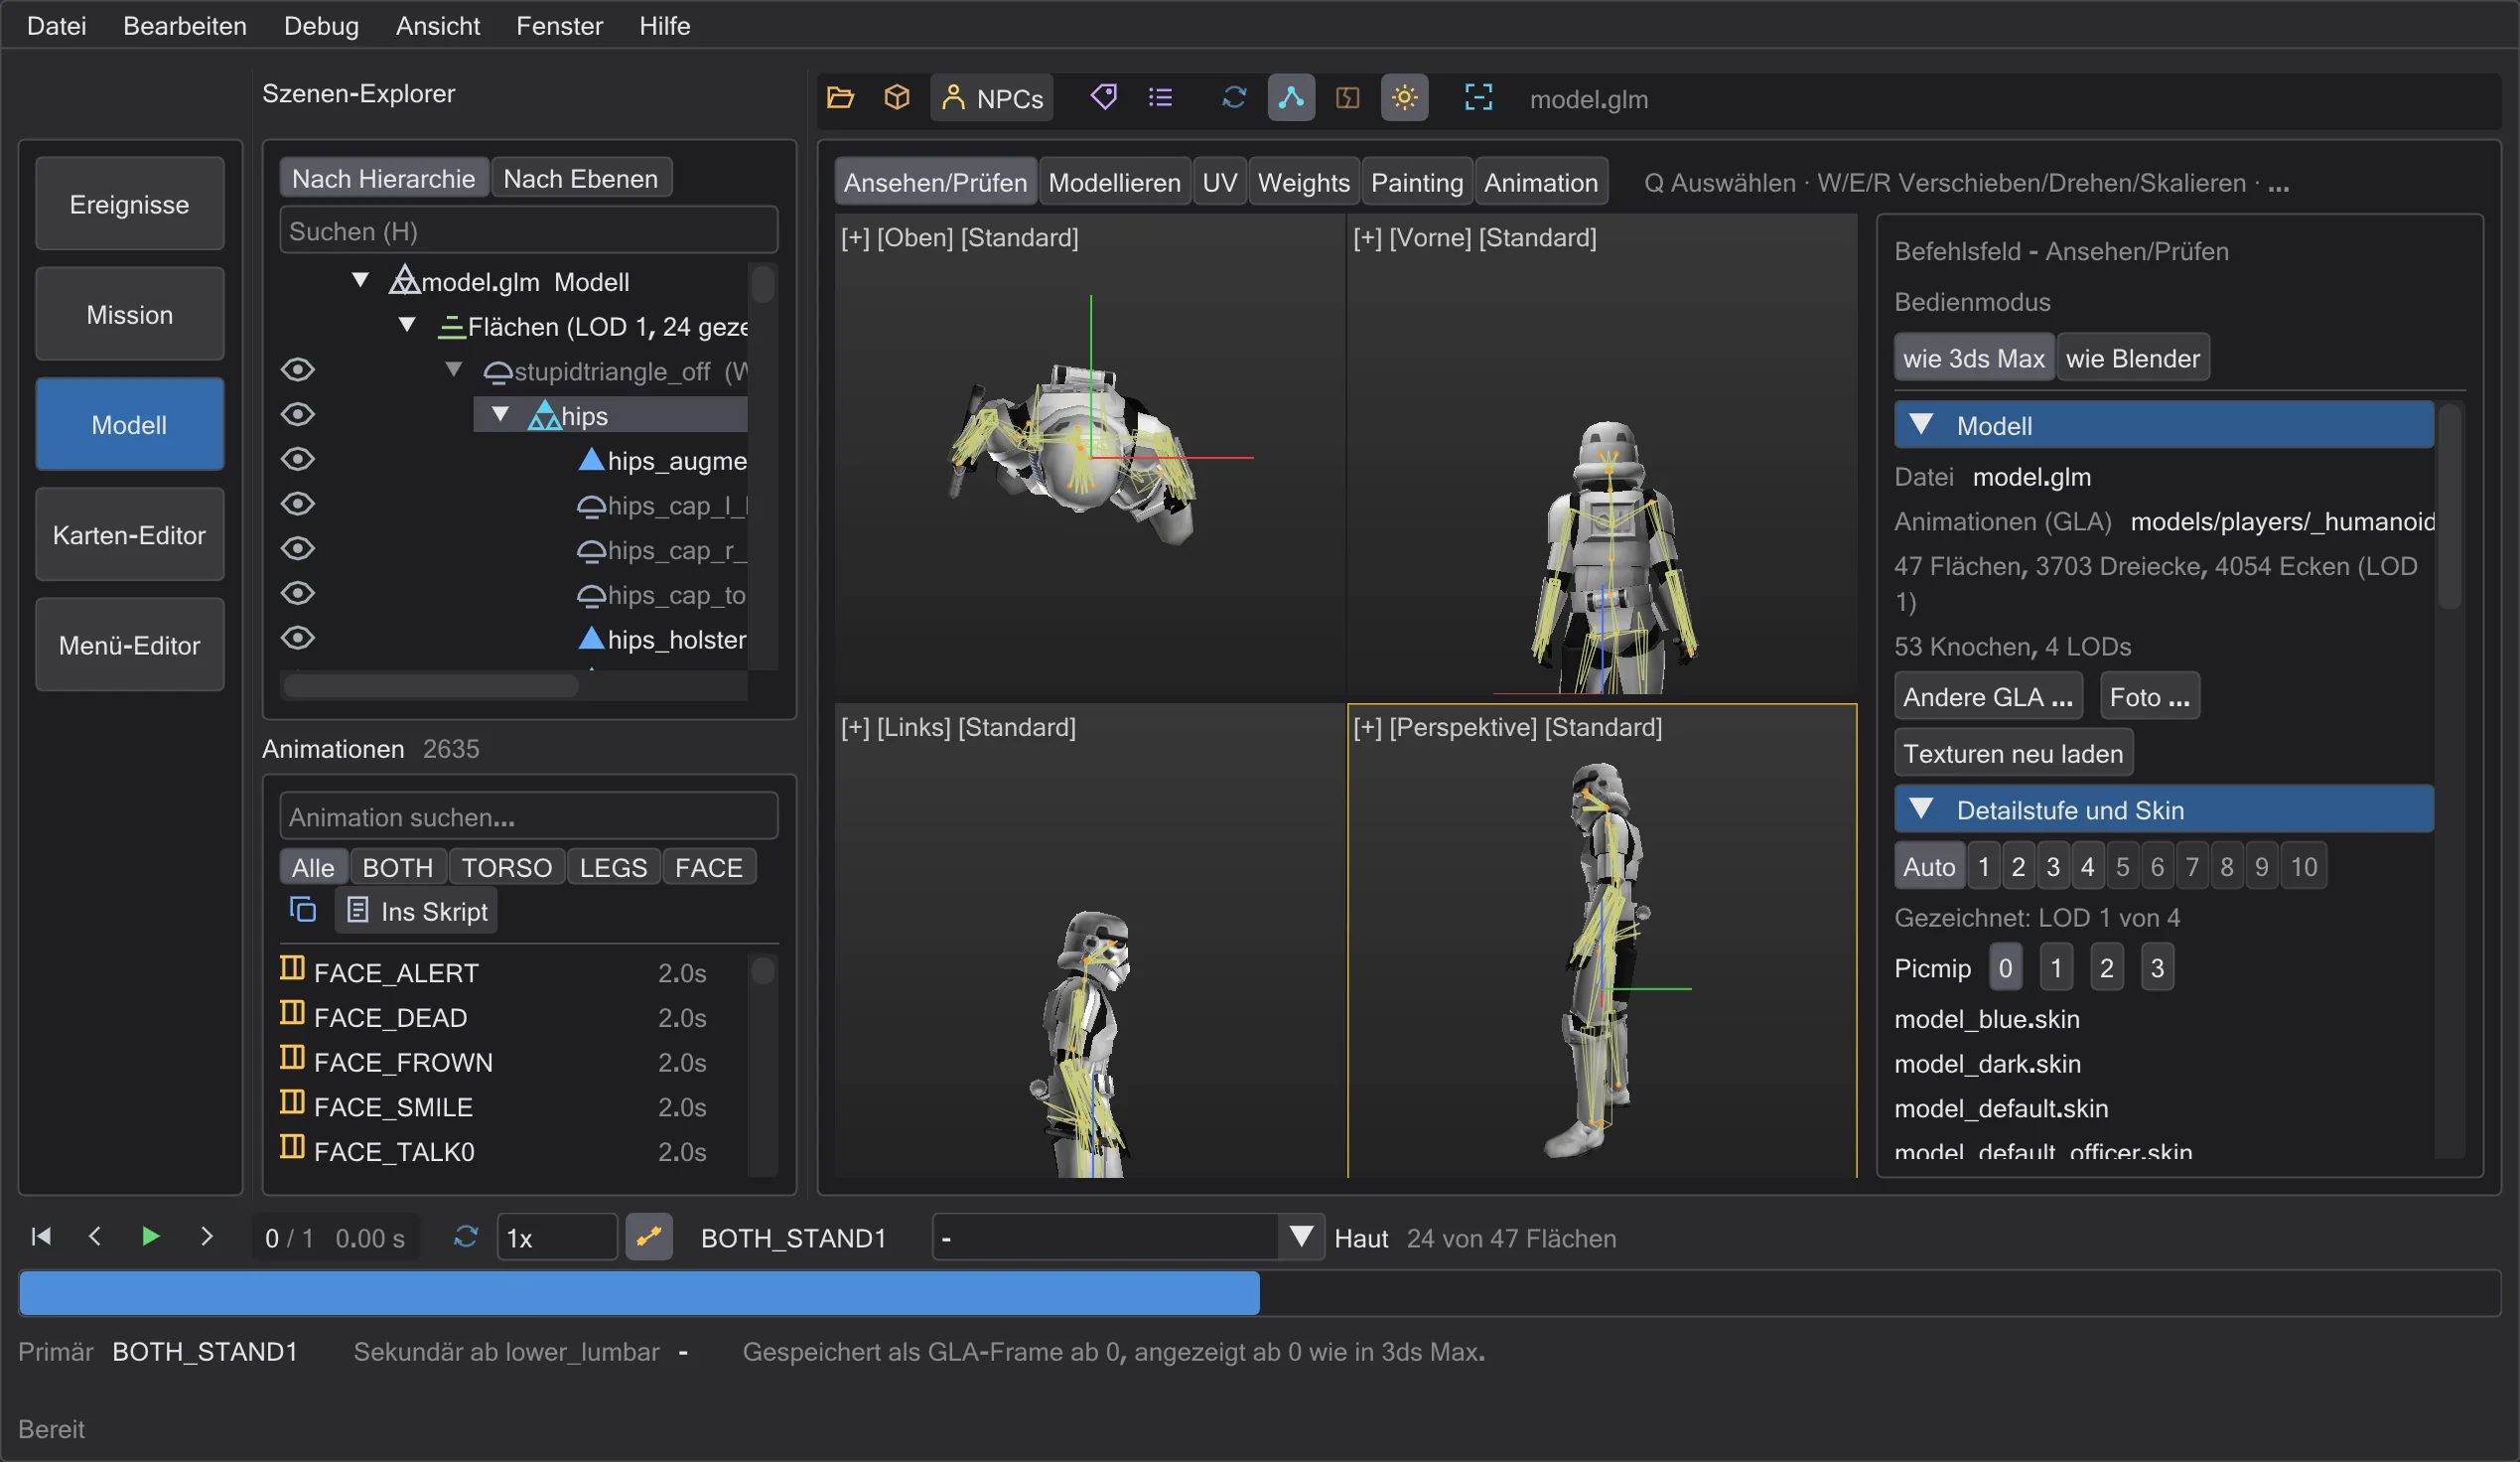 Datei Bearbeiten Debug Ansicht Fenster Hilfe
Szenen-Explorer
NPCs
model.glm
Ereignisse
Mission
Modell
Karten-Editor
Menü-Editor
Nach Hierarchie Nach Ebenen
Suchen (H)
model.glm Modell
Flächen (LOD 1, 24 geze
stupidtriangle_off (W
hips
hips_augme
hips_cap_l_
hips_cap_r_
hips_cap_to
hips_holster
Animationen 2635
Animation suchen...
Alle BOTH TORSO LEGS FACE
Ins Skript
FACE_ALERT 2.0s
FACE_DEAD 2.0s
FACE_FROWN 2.0s
FACE_SMILE 2.0s
FACE_TALK0 2.0s
Ansehen/Prüfen Modellieren UV Weights Painting Animation Q Auswählen · W/E/R Verschieben/Drehen/Skalieren · ...
[+] [Oben] [Standard]
[+] [Vorne] [Standard]
[+] [Links] [Standard]
[+] [Perspektive] [Standard]
Befehlsfeld - Ansehen/Prüfen
Bedienmodus
wie 3ds Max wie Blender
Modell
Datei model.glm
Animationen (GLA) models/players/_humanoid
47 Flächen, 3703 Dreiecke, 4054 Ecken (LOD
1)
53 Knochen, 4 LODs
Andere GLA ... Foto ...
Texturen neu laden
Detailstufe und Skin
Auto 1 2 3 4 5 6 7 8 9 10
Gezeichnet: LOD 1 von 4
Picmip 0 1 2 3
model_blue.skin
model_dark.skin
model_default.skin
model_default_officer.skin
0 / 1 0.00 s
1x
BOTH_STAND1
-
Haut 24 von 47 Flächen
Primär BOTH_STAND1 Sekundär ab lower_lumbar - Gespeichert als GLA-Frame ab 0, angezeigt ab 0 wie in 3ds Max.
Bereit